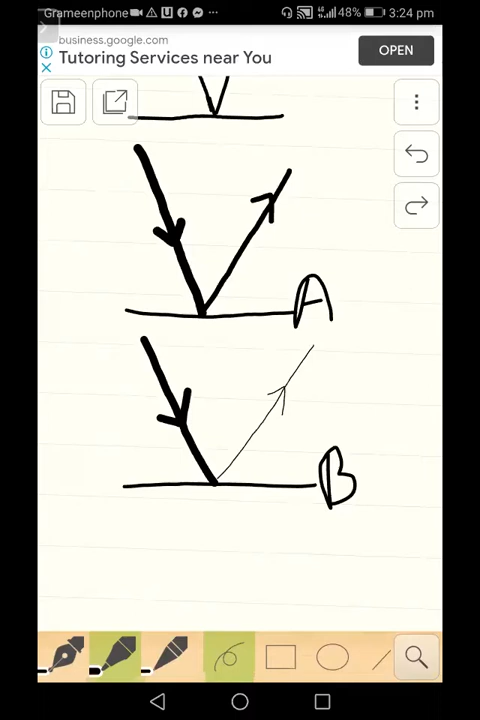 Grameenphone 48% 3:24 pm
business.google.com
Tutoring Services near You
OPEN
A
B